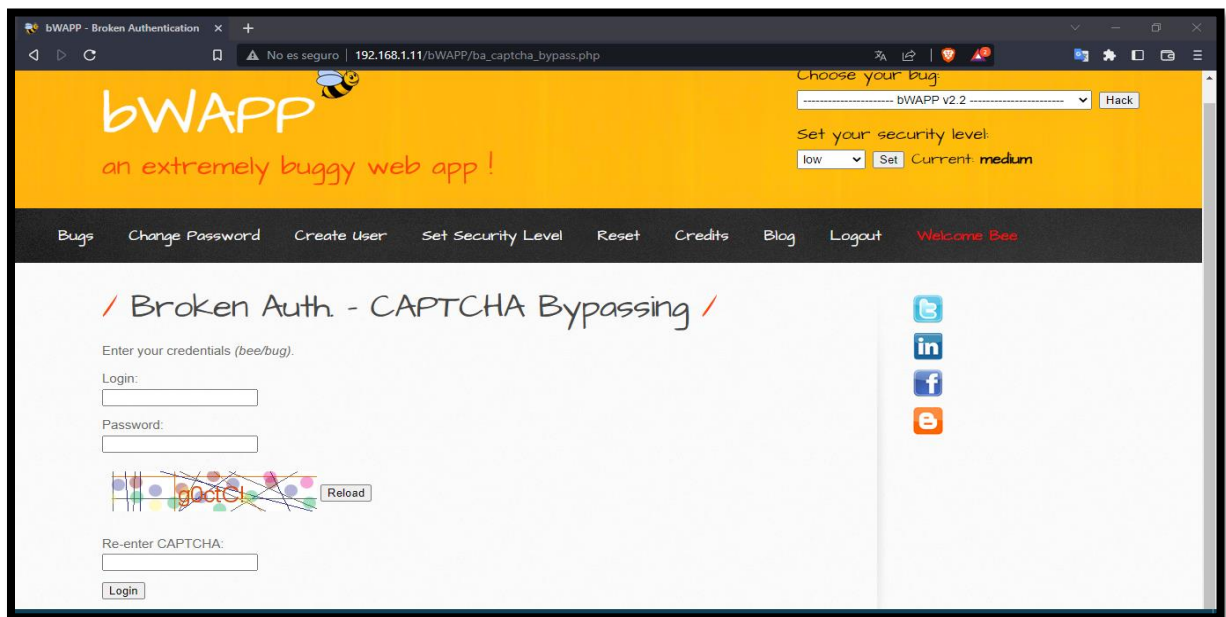 bWAPP - Broken Authentication
No es seguro 192.168.1.11/bWAPP/ba_captcha_bypass.php
bWAPP
an extremely buggy web app !
Choose your bug:
---------------------- bWAPP v2.2 ----------------------- Hack
Set your security level:
low Set Current: medium
Bugs Change Password Create User Set Security Level Reset Credits Blog Logout Welcome Bee
/ Broken Auth. - CAPTCHA Bypassing /
Enter your credentials (bee/bug).
Login:
Password:
Reload
Re-enter CAPTCHA:
Login